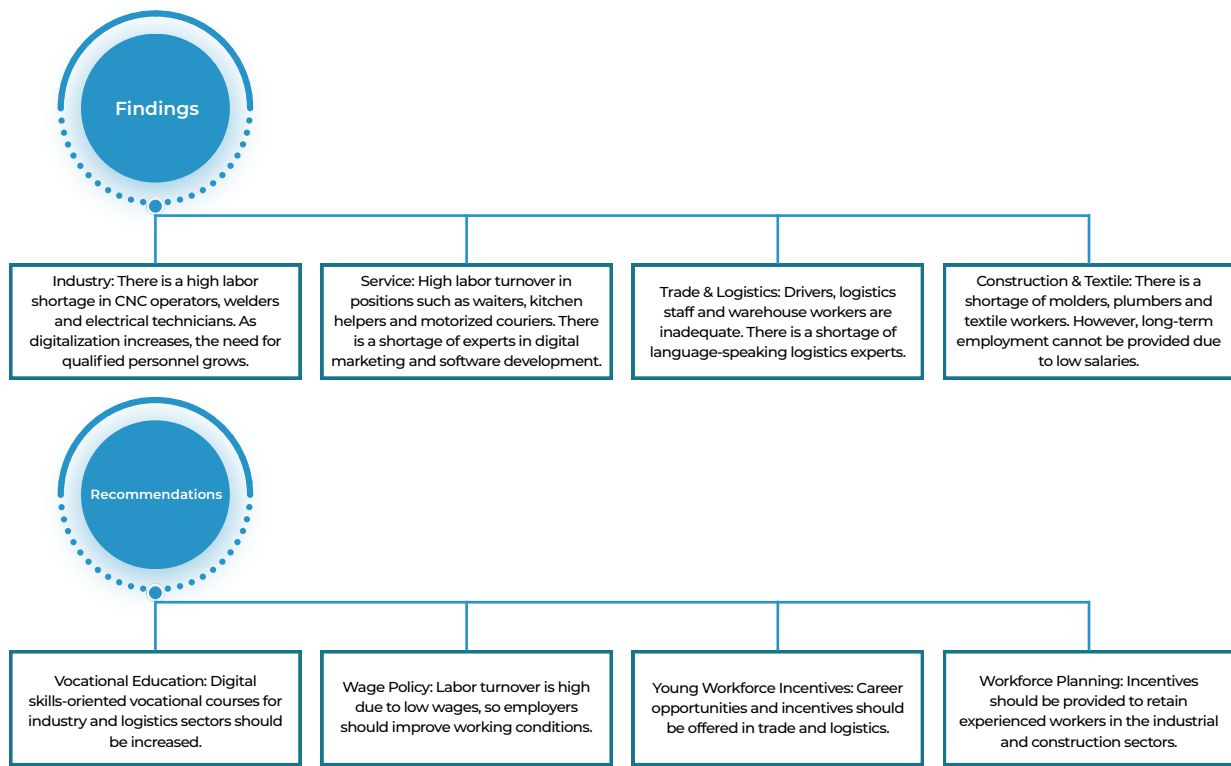 Findings
Industry: There is a high labor
shortage in CNC operators, welders
and electrical technicians. As
digitalization increases, the need for
qualified personnel grows.
Service: High labor turnover in
positions such as waiters, kitchen
helpers and motorized couriers. There
is a shortage of experts in digital
marketing and software development.
Trade & Logistics: Drivers, logistics
staff and warehouse workers are
inadequate. There is a shortage of
language-speaking logistics experts.
Construction & Textile: There is a
shortage of molders, plumbers and
textile workers. However, long-term
employment cannot be provided due
to low salaries.
Recommendations
Vocational Education: Digital
skills-oriented vocational courses for
industry and logistics sectors should
be increased.
Wage Policy: Labor turnover is high
due to low wages, so employers
should improve working conditions.
Young Workforce Incentives: Career
opportunities and incentives should
be offered in trade and logistics.
Workforce Planning: Incentives
should be provided to retain
experienced workers in the industrial
and construction sectors.